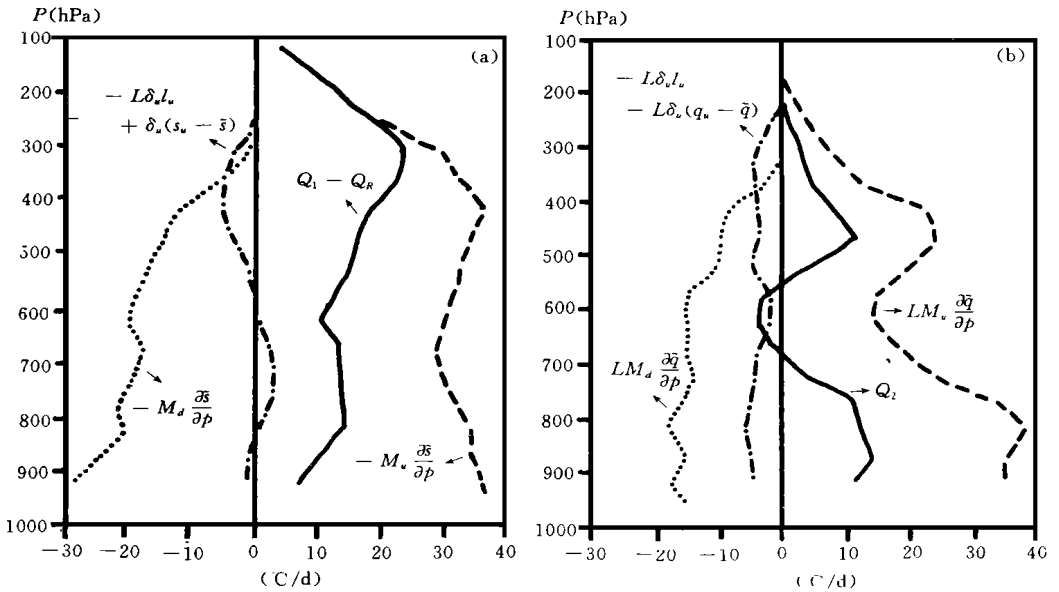 P(hPa)
(a)
100
200
300
400
500
600
700
800
900
1000
− Lδ_u l_u
+ δ_u(s_u − s̄)
Q₁ − Q_R
− M_d ∂s̄/∂p
− M_u ∂s̄/∂p
−30 −20 −10 0 10 20 30 40
(℃/d)
P(hPa)
(b)
100
200
300
400
500
600
700
800
900
1000
− Lδ_u l_u
− Lδ_u(q_u − q̄)
LM_u ∂q̄/∂p
LM_d ∂q̄/∂p
Q₂
−30 −20 −10 0 10 20 30 40
(℃/d)